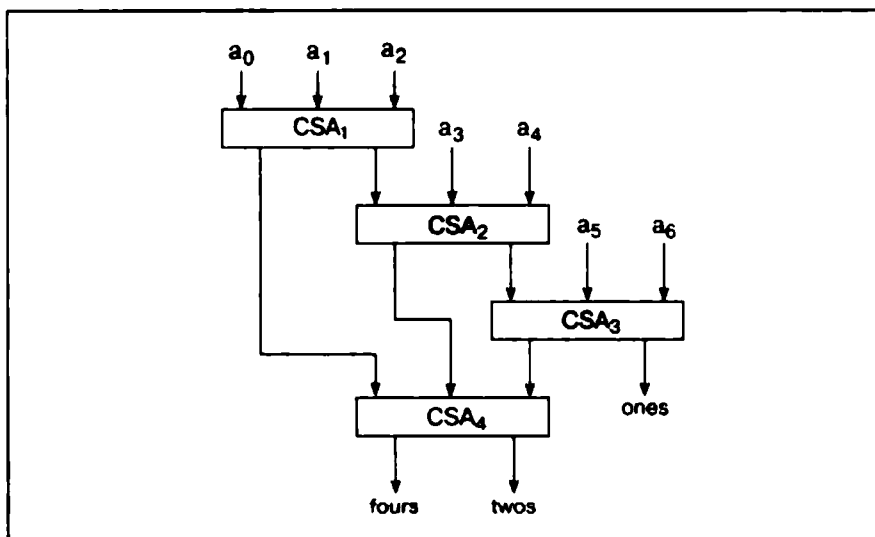 a₀ a₁ a₂
CSA₁
a₃ a₄
CSA₂
a₅ a₆
CSA₃
ones
CSA₄
fours twos